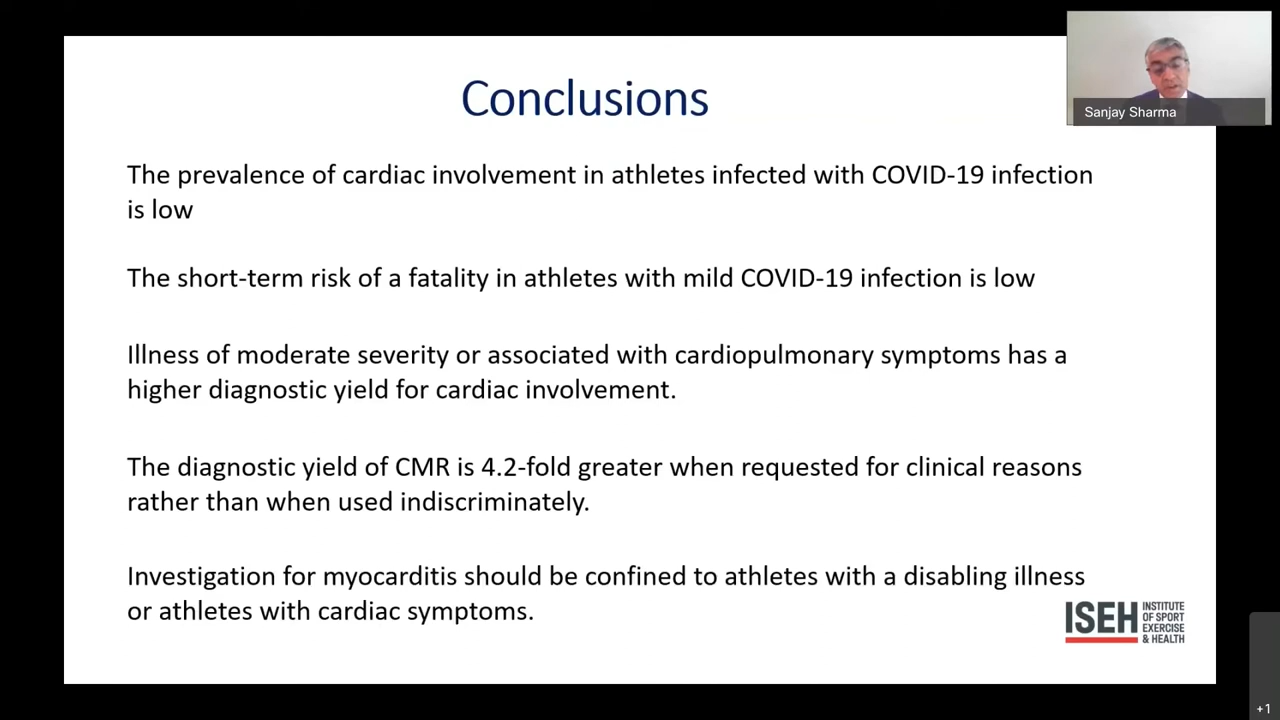 Conclusions
Sanjay Sharma
The prevalence of cardiac involvement in athletes infected with COVID-19 infection
is low
The short-term risk of a fatality in athletes with mild COVID-19 infection is low
Illness of moderate severity or associated with cardiopulmonary symptoms has a
higher diagnostic yield for cardiac involvement.
The diagnostic yield of CMR is 4.2-fold greater when requested for clinical reasons
rather than when used indiscriminately.
Investigation for myocarditis should be confined to athletes with a disabling illness
or athletes with cardiac symptoms.
ISEH
INSTITUTE
OF SPORT
EXERCISE
& HEALTH
+1